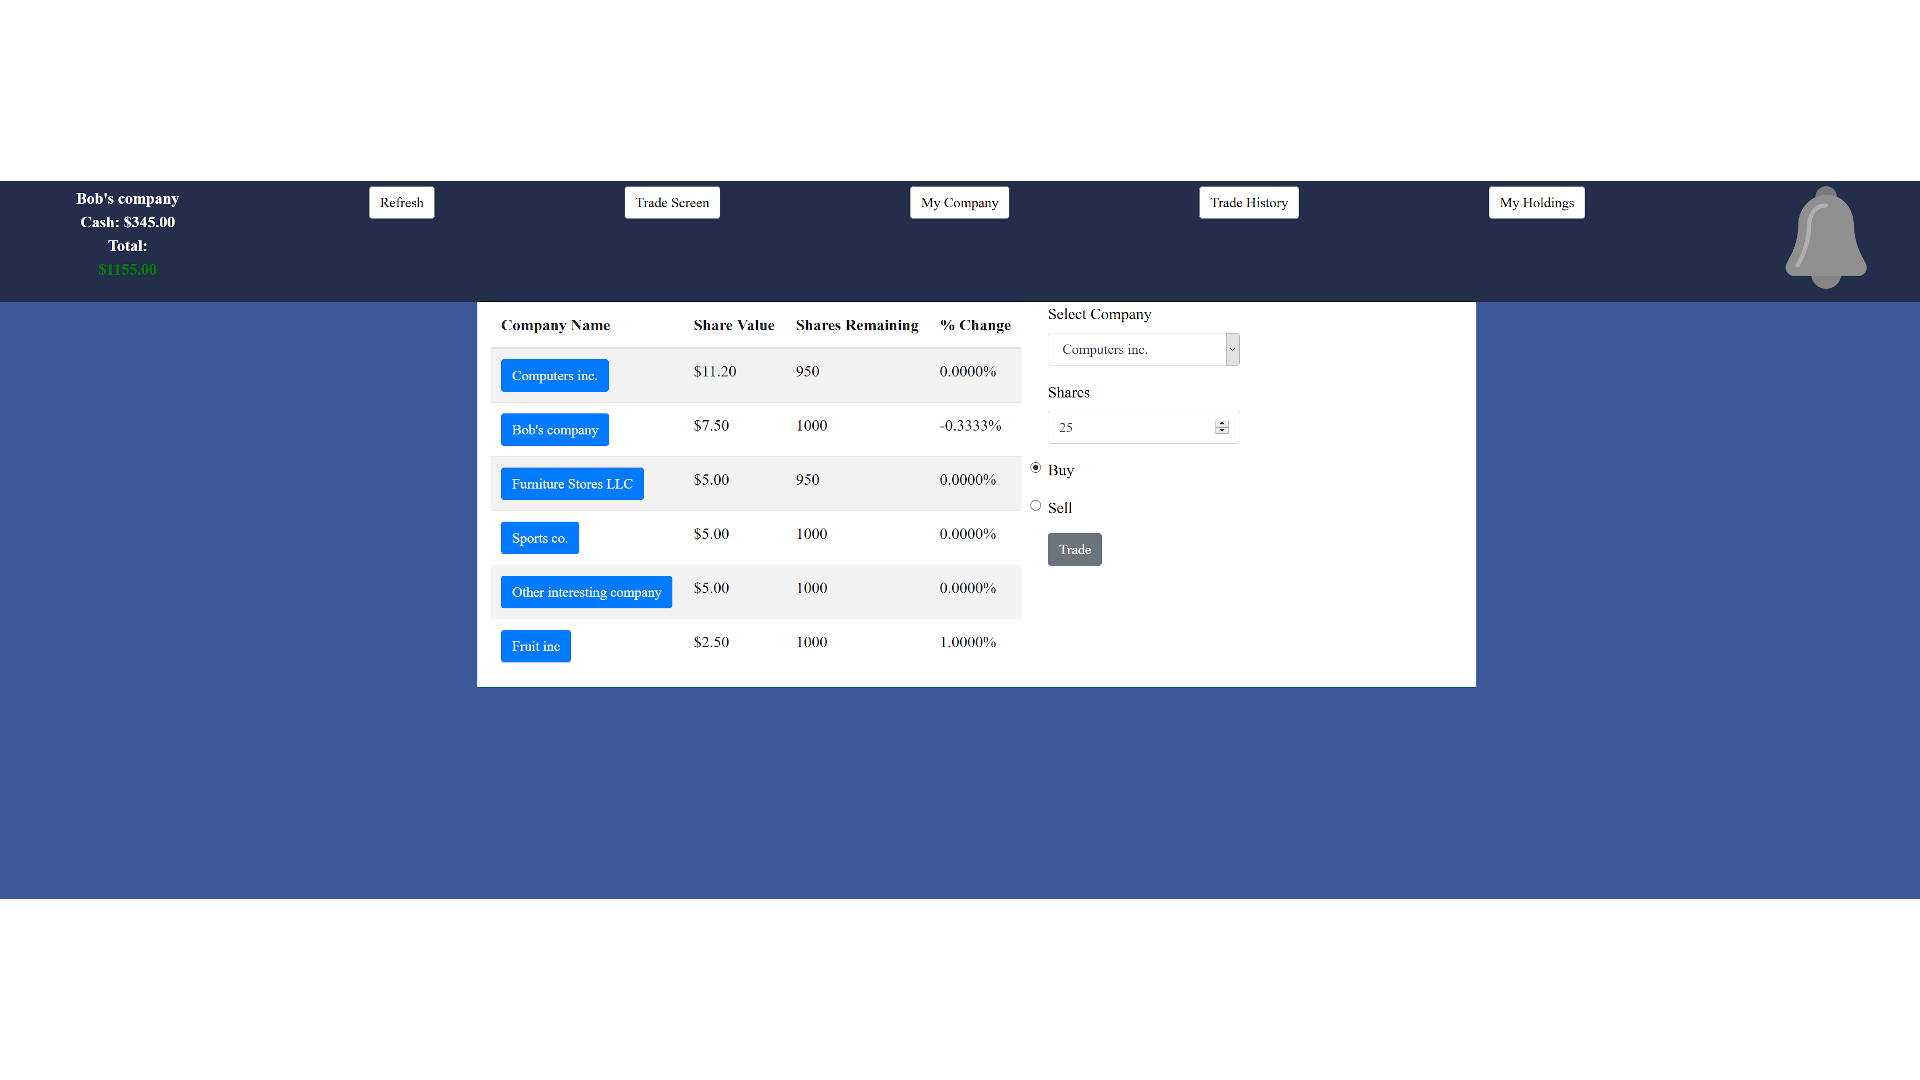 Bob's company
Cash: $345.00
Total:
$1155.00
Refresh
Trade Screen
My Company
Trade History
My Holdings
Company Name Share Value Shares Remaining % Change
Computers inc. $11.20 950 0.0000%
Bob's company $7.50 1000 -0.3333%
Furniture Stores LLC $5.00 950 0.0000%
Sports co. $5.00 1000 0.0000%
Other interesting company $5.00 1000 0.0000%
Fruit inc $2.50 1000 1.0000%
Select Company
Computers inc.
Shares
25
Buy
Sell
Trade